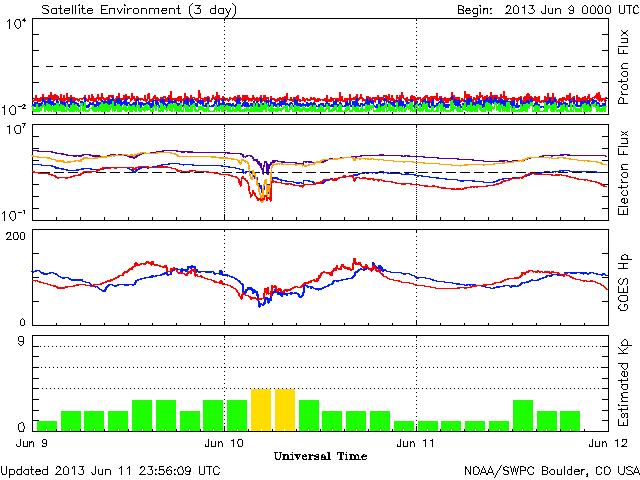 Satellite Environment (3 day) Begin: 2013 Jun 9 0000 UTC
10^4
Proton Flux
10^-2
10^7
Electron Flux
10^-1
200
GOES Hp
0
9
Estimated Kp
0
Jun 9 Jun 10 Jun 11 Jun 12
Universal Time
Updated 2013 Jun 11 23:56:09 UTC NOAA/SWPC Boulder, CO USA